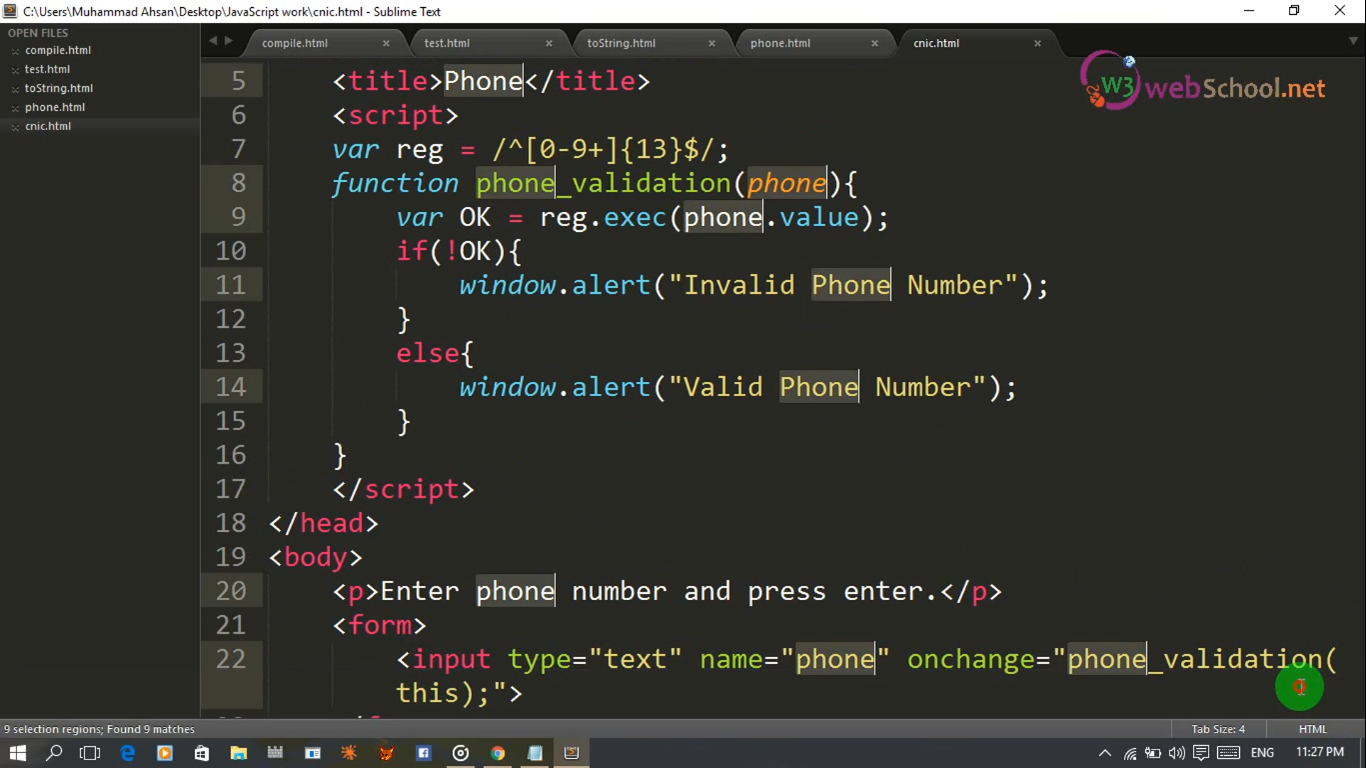 C:\Users\Muhammad Ahsan\Desktop\JavaScript work\cnic.html - Sublime Text
OPEN FILES
compile.html
test.html
toString.html
phone.html
cnic.html
compile.html test.html toString.html phone.html cnic.html
W3 webSchool.net
5 <title>Phone</title>
6 <script>
7 var reg = /^[0-9+]{13}$/;
8 function phone_validation(phone){
9 var OK = reg.exec(phone.value);
10 if(!OK){
11 window.alert("Invalid Phone Number");
12 }
13 else{
14 window.alert("Valid Phone Number");
15 }
16 }
17 </script>
18 </head>
19 <body>
20 <p>Enter phone number and press enter.</p>
21 <form>
22 <input type="text" name="phone" onchange="phone_validation(
this);">
9 selection regions; Found 9 matches
Tab Size: 4 HTML
ENG 11:27 PM